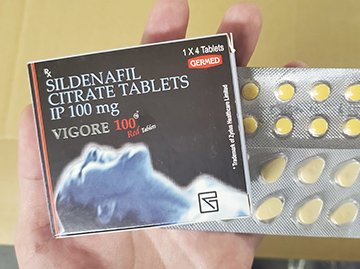 1 X 4 Tablets
GERMED
Rx
SILDENAFIL
CITRATE TABLETS
IP 100 mg
VIGORE 100®
Red Tablets
* Trademark of Zydus Healthcare Limited